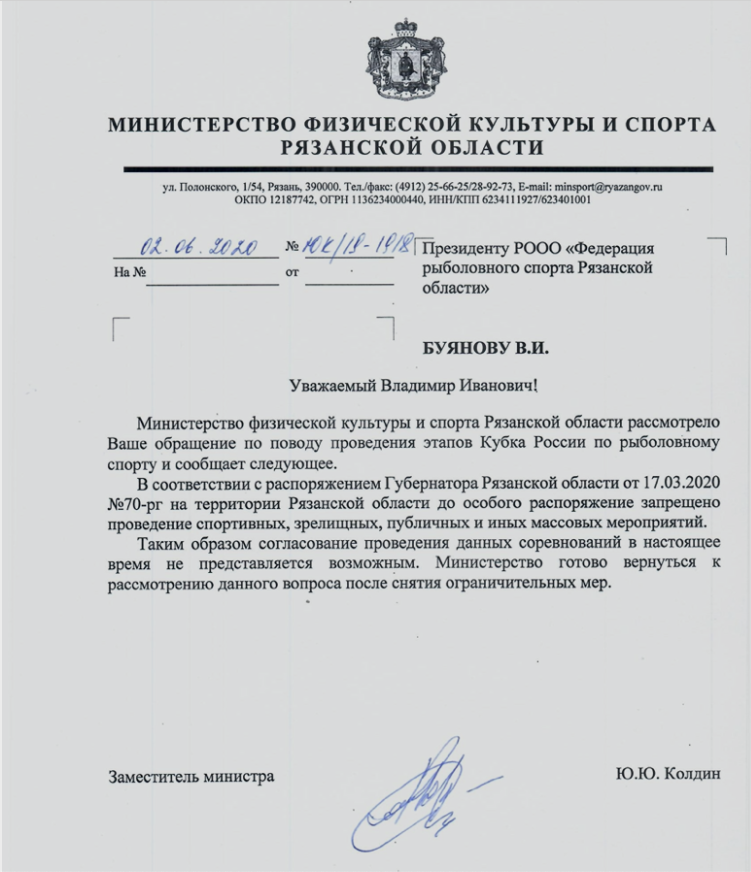 МИНИСТЕРСТВО ФИЗИЧЕСКОЙ КУЛЬТУРЫ И СПОРТА
РЯЗАНСКОЙ ОБЛАСТИ
ул. Полонского, 1/54, Рязань, 390000. Тел./факс: (4912) 25-66-25/28-92-73, E-mail: minsport@ryazangov.ru
ОКПО 12187742, ОГРН 1136234000440, ИНН/КПП 6234111927/623401001
02.06.2020 № ЮК/19-1918
На № от
Президенту РООО «Федерация
рыболовного спорта Рязанской
области»
БУЯНОВУ В.И.
Уважаемый Владимир Иванович!
Министерство физической культуры и спорта Рязанской области рассмотрело
Ваше обращение по поводу проведения этапов Кубка России по рыболовному
спорту и сообщает следующее.
В соответствии с распоряжением Губернатора Рязанской области от 17.03.2020
№70-рг на территории Рязанской области до особого распоряжение запрещено
проведение спортивных, зрелищных, публичных и иных массовых мероприятий.
Таким образом согласование проведения данных соревнований в настоящее
время не представляется возможным. Министерство готово вернуться к
рассмотрению данного вопроса после снятия ограничительных мер.
Заместитель министра
Ю.Ю. Колдин